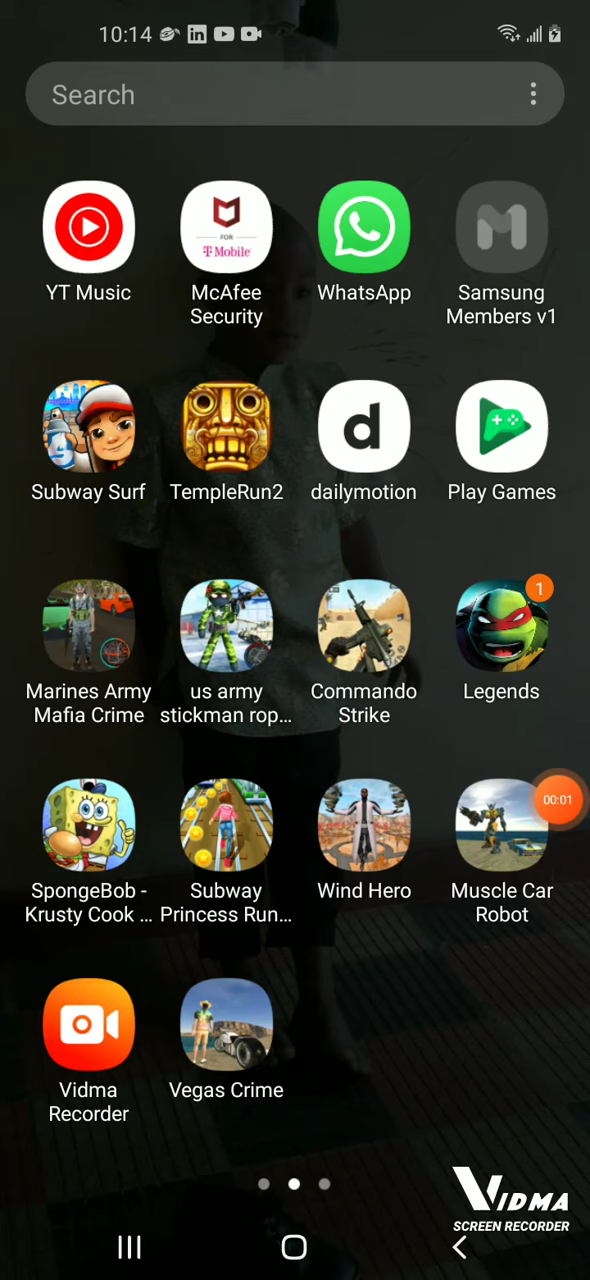 10:14
Search
YT Music
McAfee
Security
WhatsApp
Samsung
Members v1
FOR
T Mobile
Subway Surf
TempleRun2
d
dailymotion
Play Games
1
Marines Army
Mafia Crime
us army
stickman rop...
Commando
Strike
Legends
00:01
SpongeBob -
Krusty Cook ...
Subway
Princess Run...
Wind Hero
Muscle Car
Robot
Vidma
Recorder
Vegas Crime
VIDMA
SCREEN RECORDER